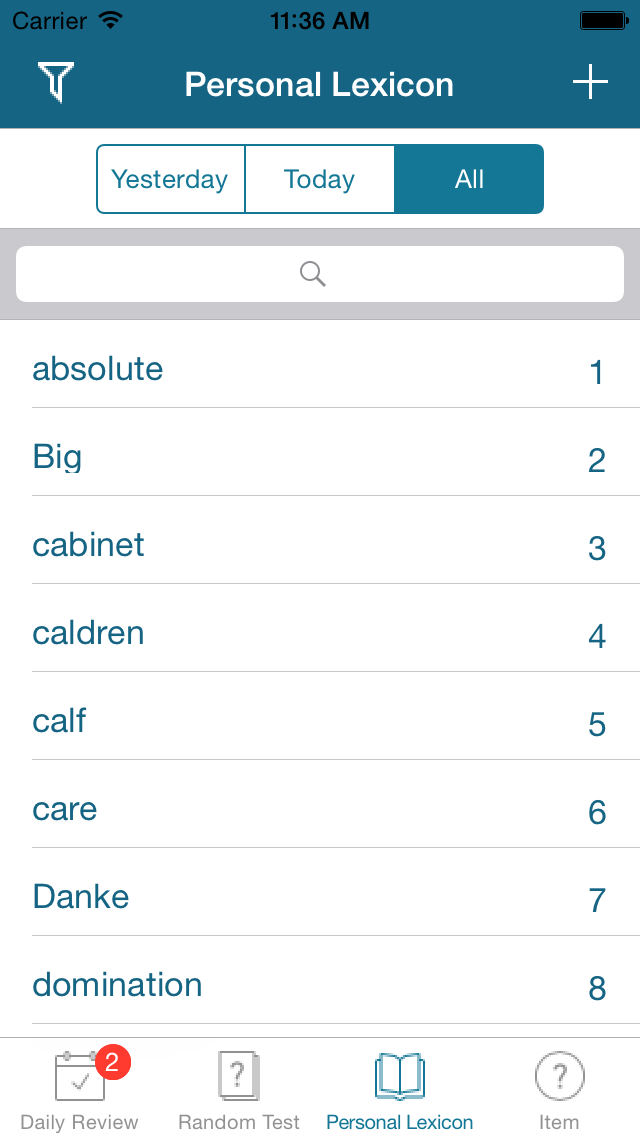 Carrier 11:36 AM
Personal Lexicon
Yesterday Today All
absolute 1
Big 2
cabinet 3
caldren 4
calf 5
care 6
Danke 7
domination 8
2 ? ?
Daily Review Random Test Personal Lexicon Item